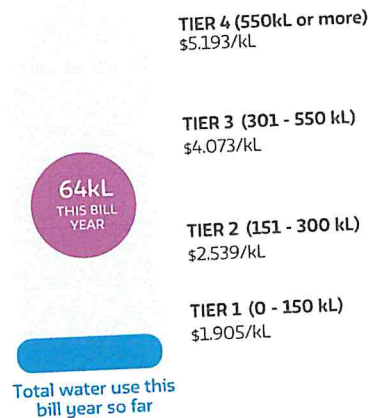 TIER 4 (550kL or more)
$5.193/kL
TIER 3 (301 - 550 kL)
$4.073/kL
64kL
THIS BILL
YEAR
TIER 2 (151 - 300 kL)
$2.539/kL
TIER 1 (0 - 150 kL)
$1.905/kL
Total water use this
bill year so far